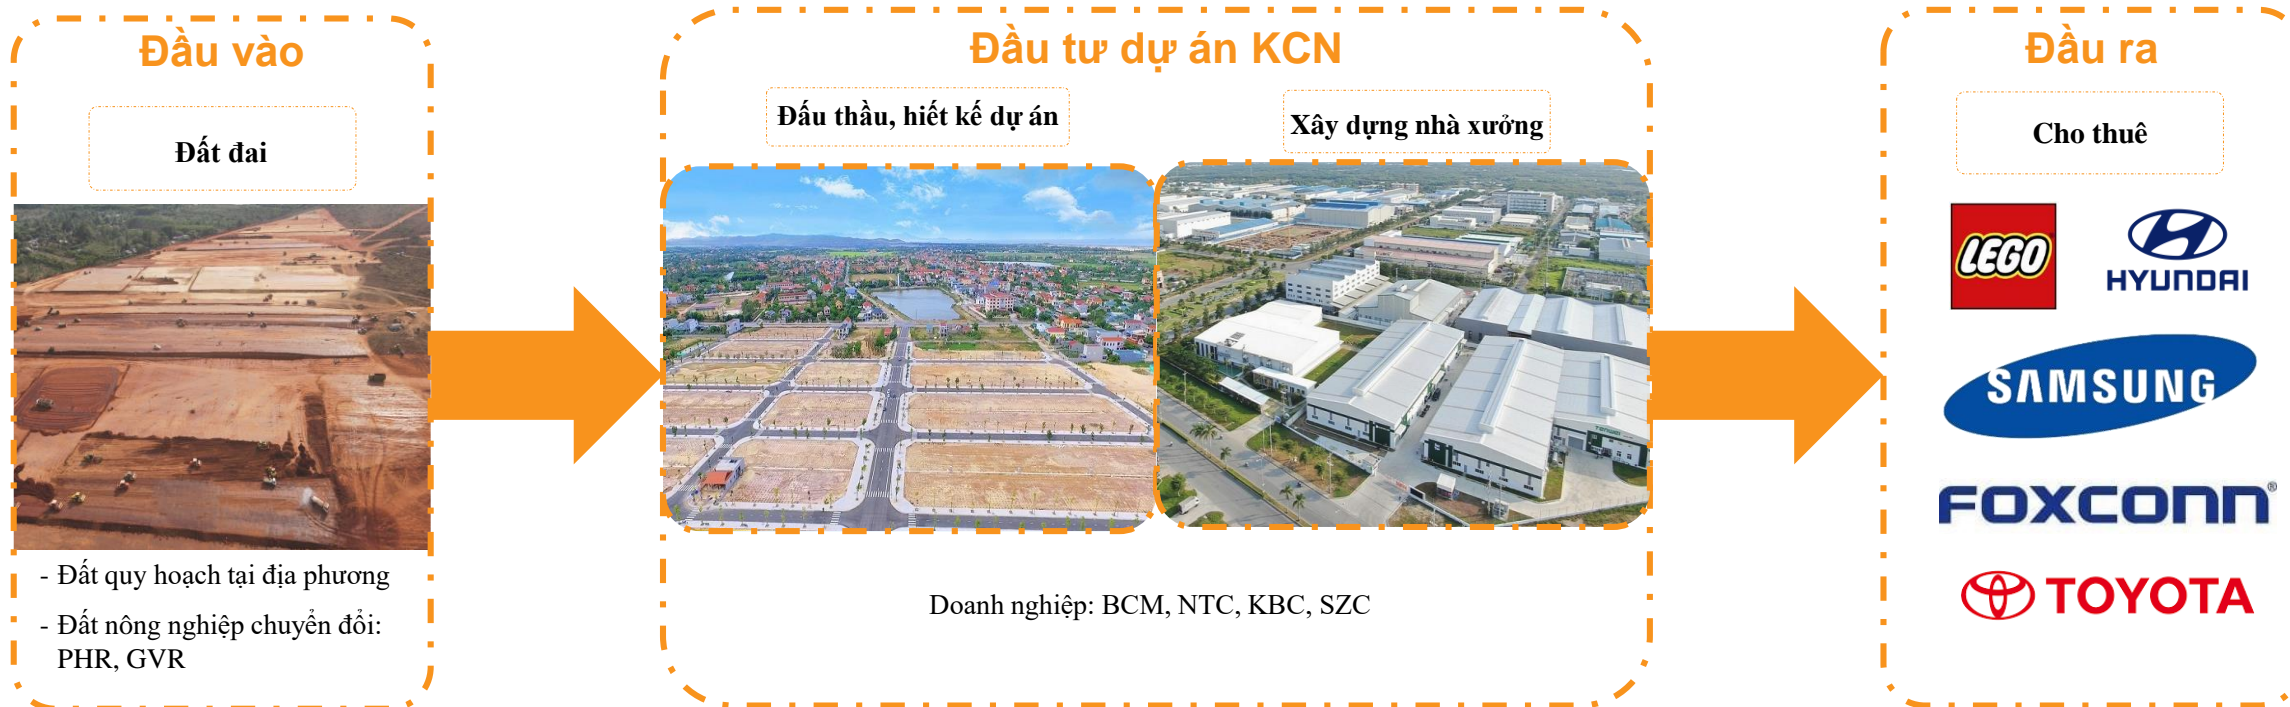 Đầu vào
Đất đai
- Đất quy hoạch tại địa phương
- Đất nông nghiệp chuyển đổi:
PHR, GVR
Đầu tư dự án KCN
Đấu thầu, hiết kế dự án
Xây dựng nhà xưởng
Doanh nghiệp: BCM, NTC, KBC, SZC
Đầu ra
Cho thuê
LEGO
HYUNDAI
SAMSUNG
FOXCONN®
TOYOTA